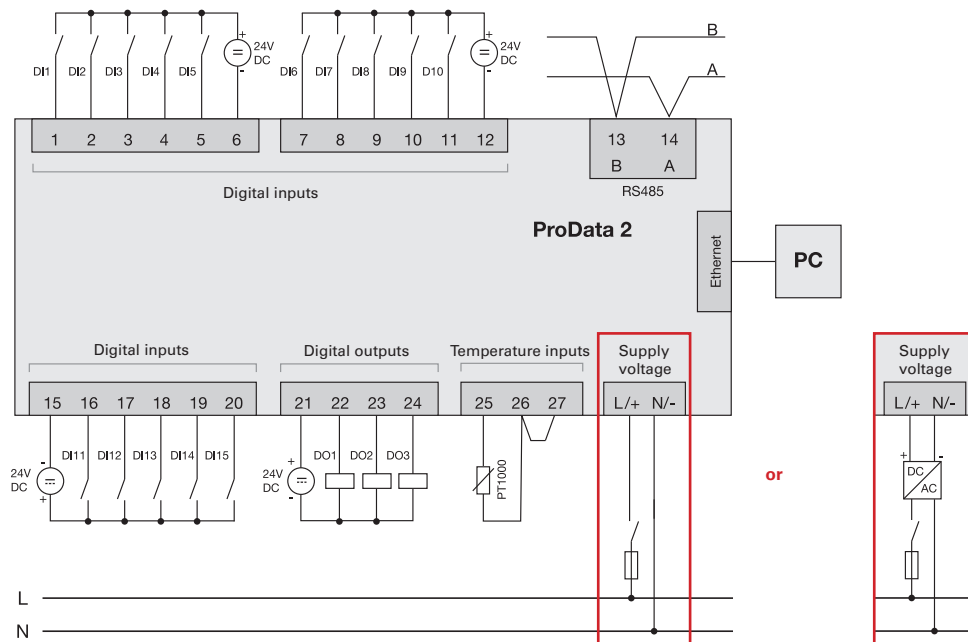 B
A
+
24V
DC
-
DI1
DI2
DI3
DI4
DI5
+
24V
DC
-
DI6
DI7
DI8
DI9
D10
1 2 3 4 5 6
7 8 9 10 11 12
13 14
B A
RS485
Digital inputs
ProData 2
Ethernet
PC
Digital inputs
Digital outputs
Temperature inputs
Supply
voltage
Supply
voltage
15 16 17 18 19 20
21 22 23 24
25 26 27
L/+ N/-
L/+ N/-
-
24V
DC
+
DI11
DI12
DI13
DI14
DI15
+
24V
DC
-
DO1
DO2
DO3
PT1000
or
+ -
DC
AC
L
N